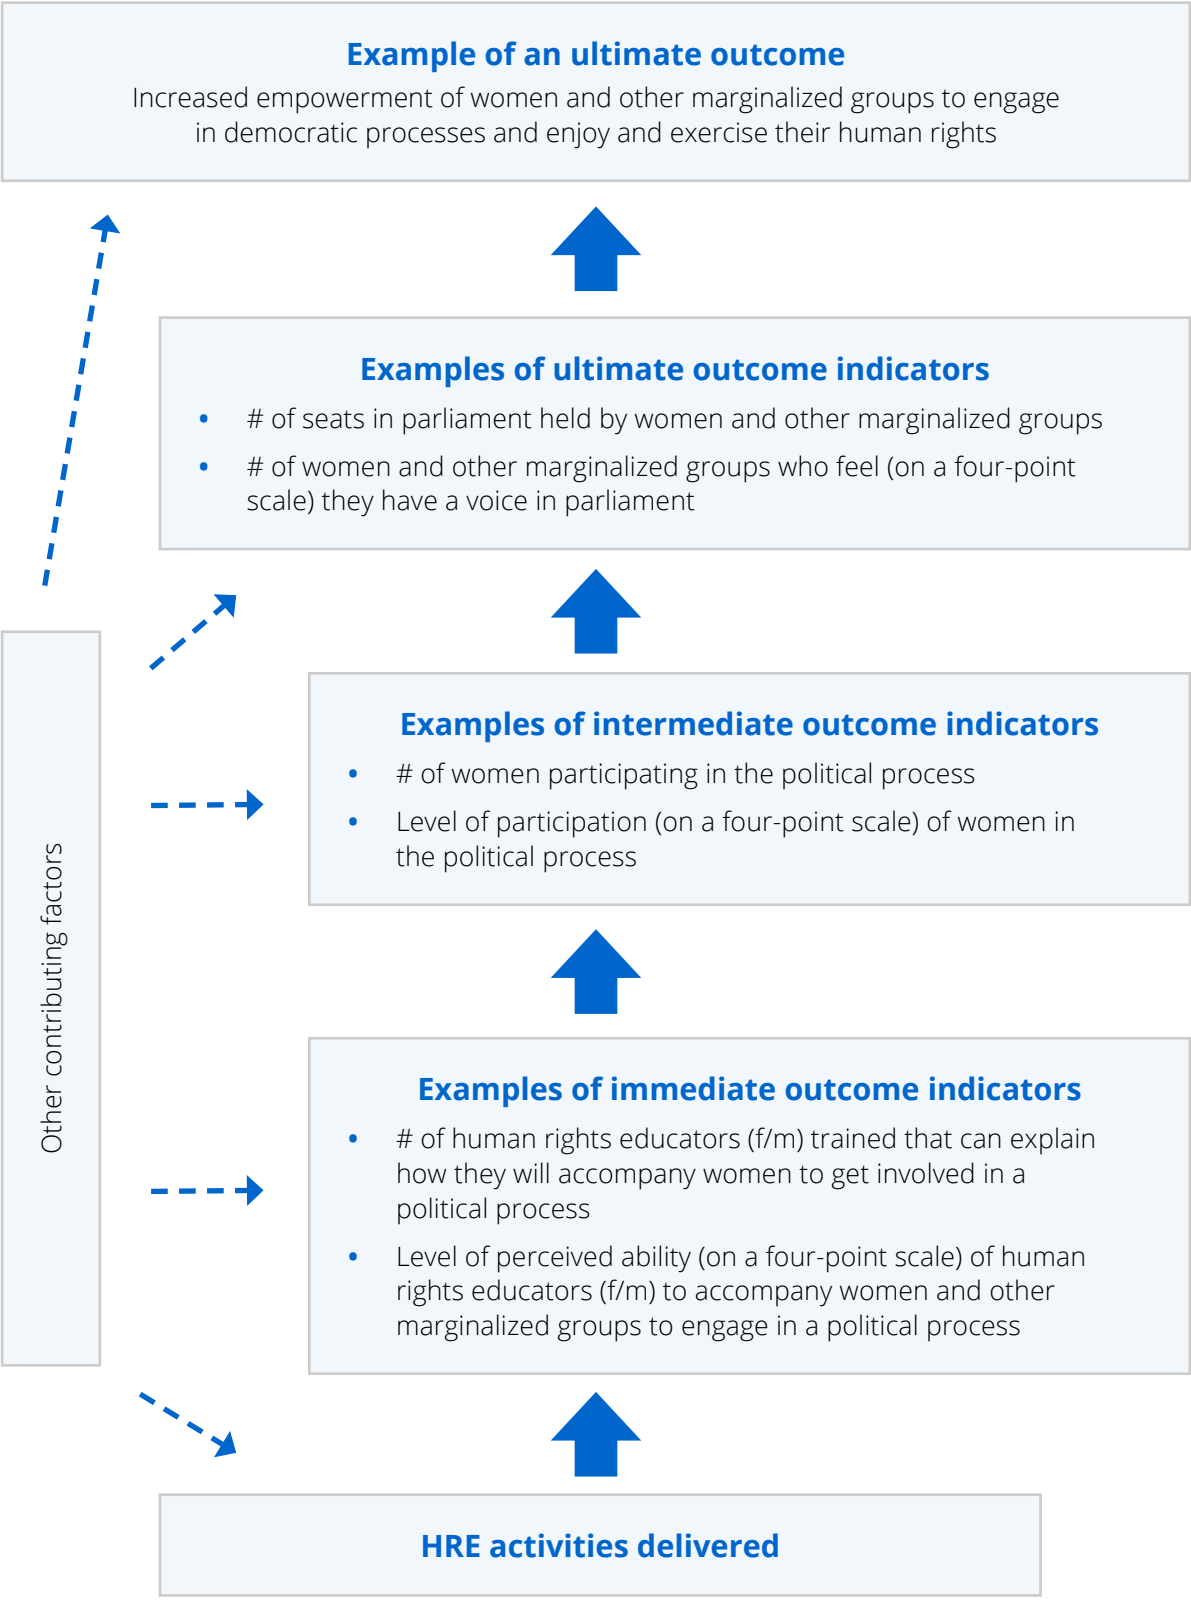 Example of an ultimate outcome
Increased empowerment of women and other marginalized groups to engage
in democratic processes and enjoy and exercise their human rights
Examples of ultimate outcome indicators
• # of seats in parliament held by women and other marginalized groups
• # of women and other marginalized groups who feel (on a four-point
scale) they have a voice in parliament
Examples of intermediate outcome indicators
• # of women participating in the political process
• Level of participation (on a four-point scale) of women in
the political process
Other contributing factors
Examples of immediate outcome indicators
• # of human rights educators (f/m) trained that can explain
how they will accompany women to get involved in a
political process
• Level of perceived ability (on a four-point scale) of human
rights educators (f/m) to accompany women and other
marginalized groups to engage in a political process
HRE activities delivered